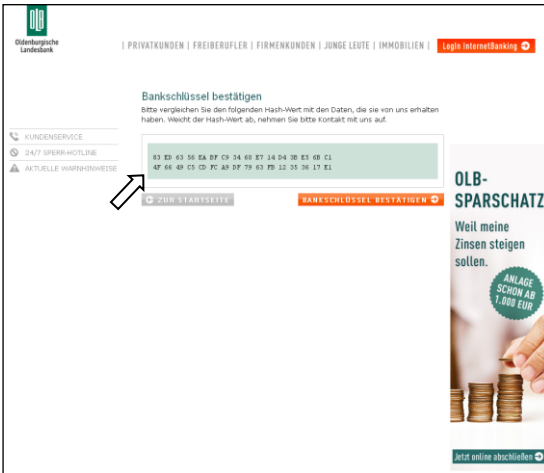 OLB
Oldenburgische
Landesbank
| PRIVATKUNDEN | FREIBERUFLER | FIRMENKUNDEN | JUNGE LEUTE | IMMOBILIEN |
Login InternetBanking
Bankschlüssel bestätigen
Bitte vergleichen Sie den folgenden Hash-Wert mit den Daten, die sie von uns erhalten
haben. Weicht der Hash-Wert ab, nehmen Sie bitte Kontakt mit uns auf.
KUNDENSERVICE
24/7 SPERR-HOTLINE
AKTUELLE WARNHINWEISE
83 ED 63 56 EA DF C9 34 60 E7 14 D4 3B E3 6B C1
4F 66 49 C5 CD FC A9 DF 79 63 FB 12 35 36 17 E1
ZUR STARTSEITE
BANKSCHLÜSSEL BESTÄTIGEN
OLB-
SPARSCHATZ
Weil meine
Zinsen steigen
sollen.
ANLAGE
SCHON AB
1.000 EUR
Jetzt online abschließen